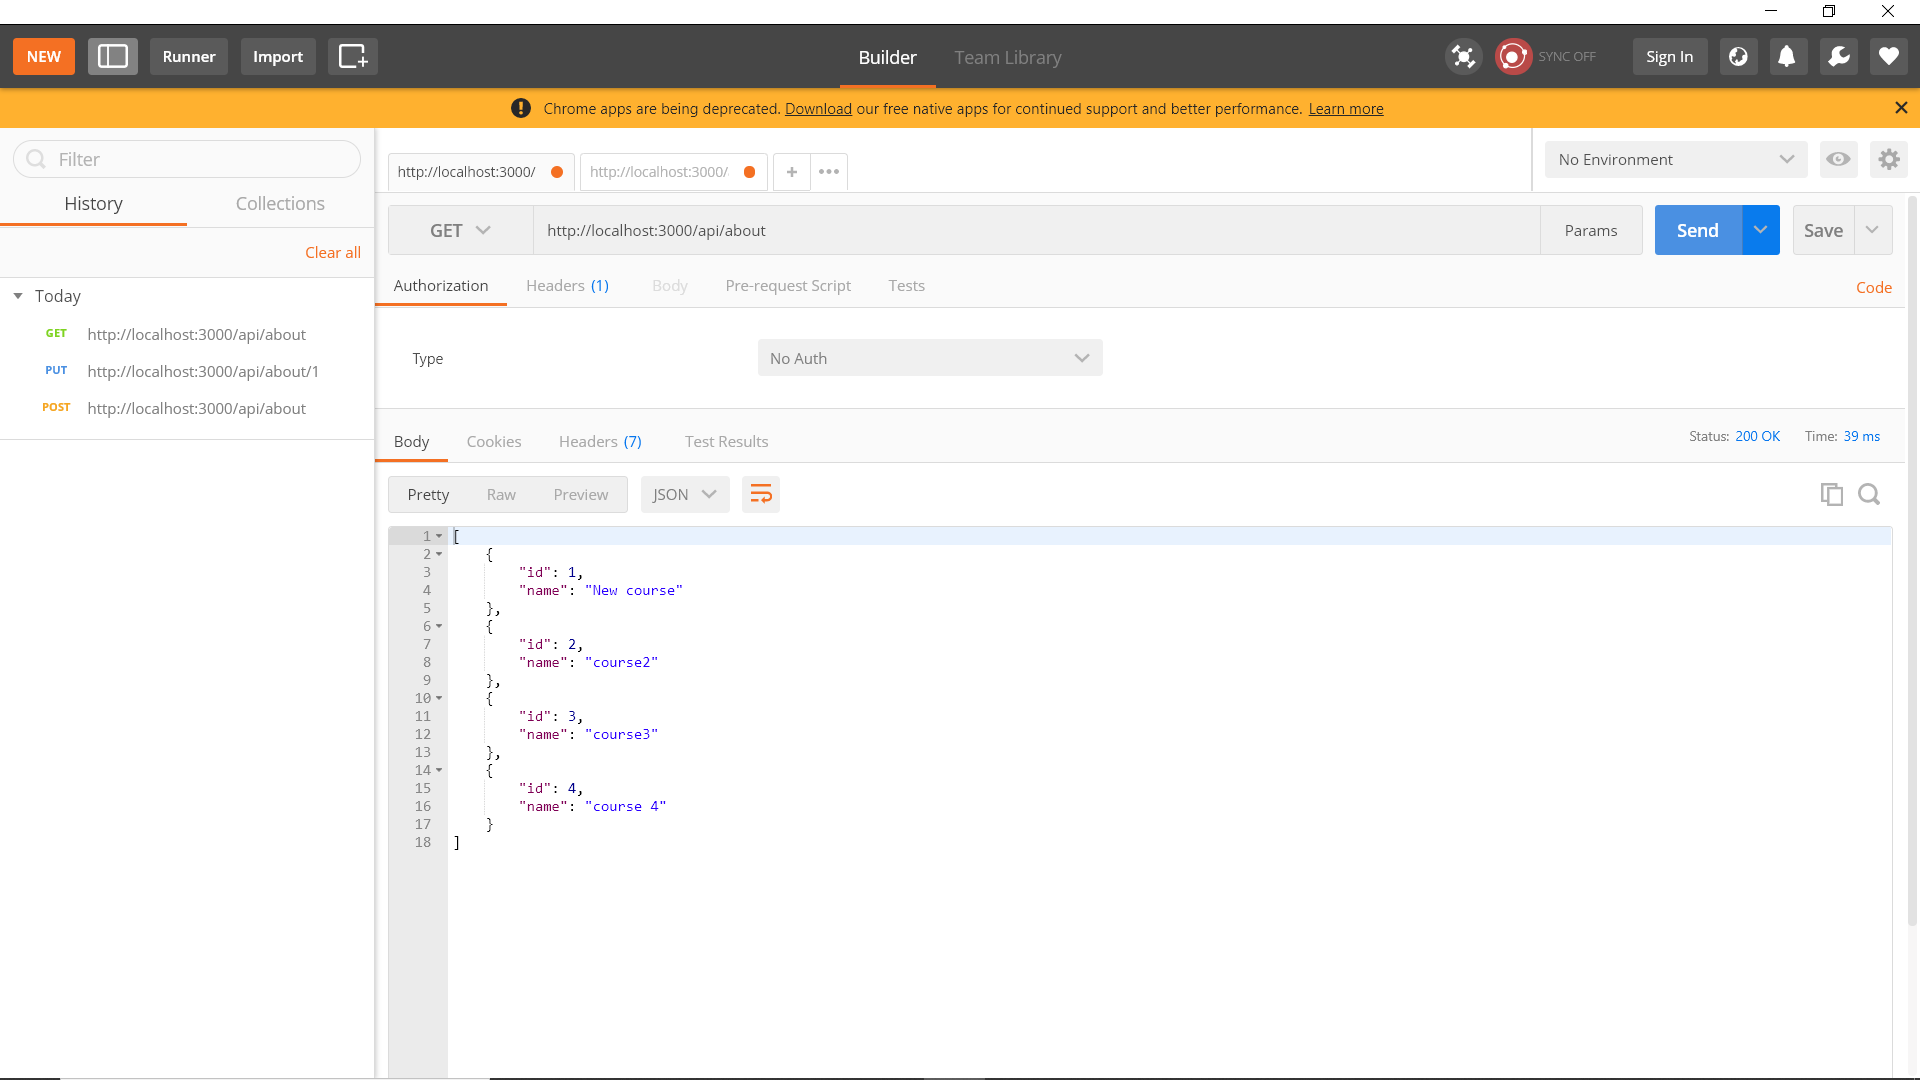 NEW Runner Import Builder Team Library SYNC OFF Sign In
Chrome apps are being deprecated. Download our free native apps for continued support and better performance. Learn more
Filter
History Collections
Clear all
Today
GET http://localhost:3000/api/about
PUT http://localhost:3000/api/about/1
POST http://localhost:3000/api/about
http://localhost:3000/ http://localhost:3000/ + ••• No Environment
GET http://localhost:3000/api/about Params Send Save
Authorization Headers (1) Body Pre-request Script Tests Code
Type No Auth
Body Cookies Headers (7) Test Results Status: 200 OK Time: 39 ms
Pretty Raw Preview JSON
1 [
2 {
3 "id": 1,
4 "name": "New course"
5 },
6 {
7 "id": 2,
8 "name": "course2"
9 },
10 {
11 "id": 3,
12 "name": "course3"
13 },
14 {
15 "id": 4,
16 "name": "course 4"
17 }
18 ]